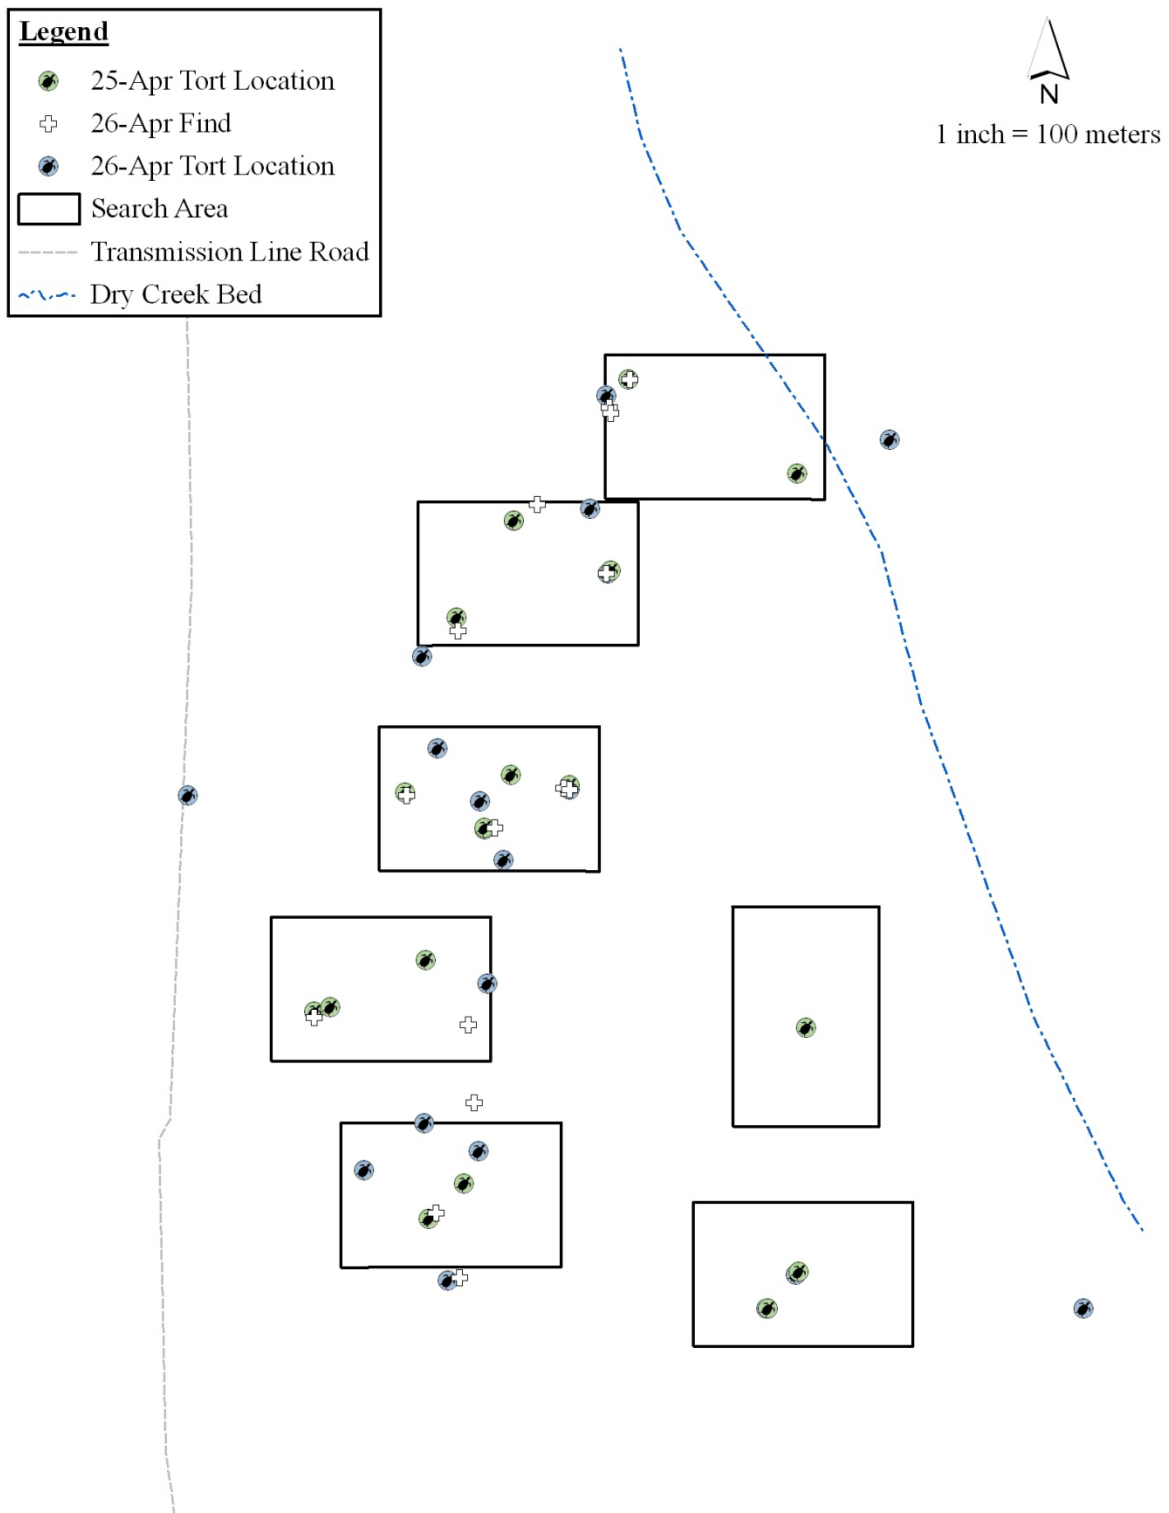 Legend
25-Apr Tort Location
26-Apr Find
26-Apr Tort Location
Search Area
Transmission Line Road
Dry Creek Bed
N
1 inch = 100 meters